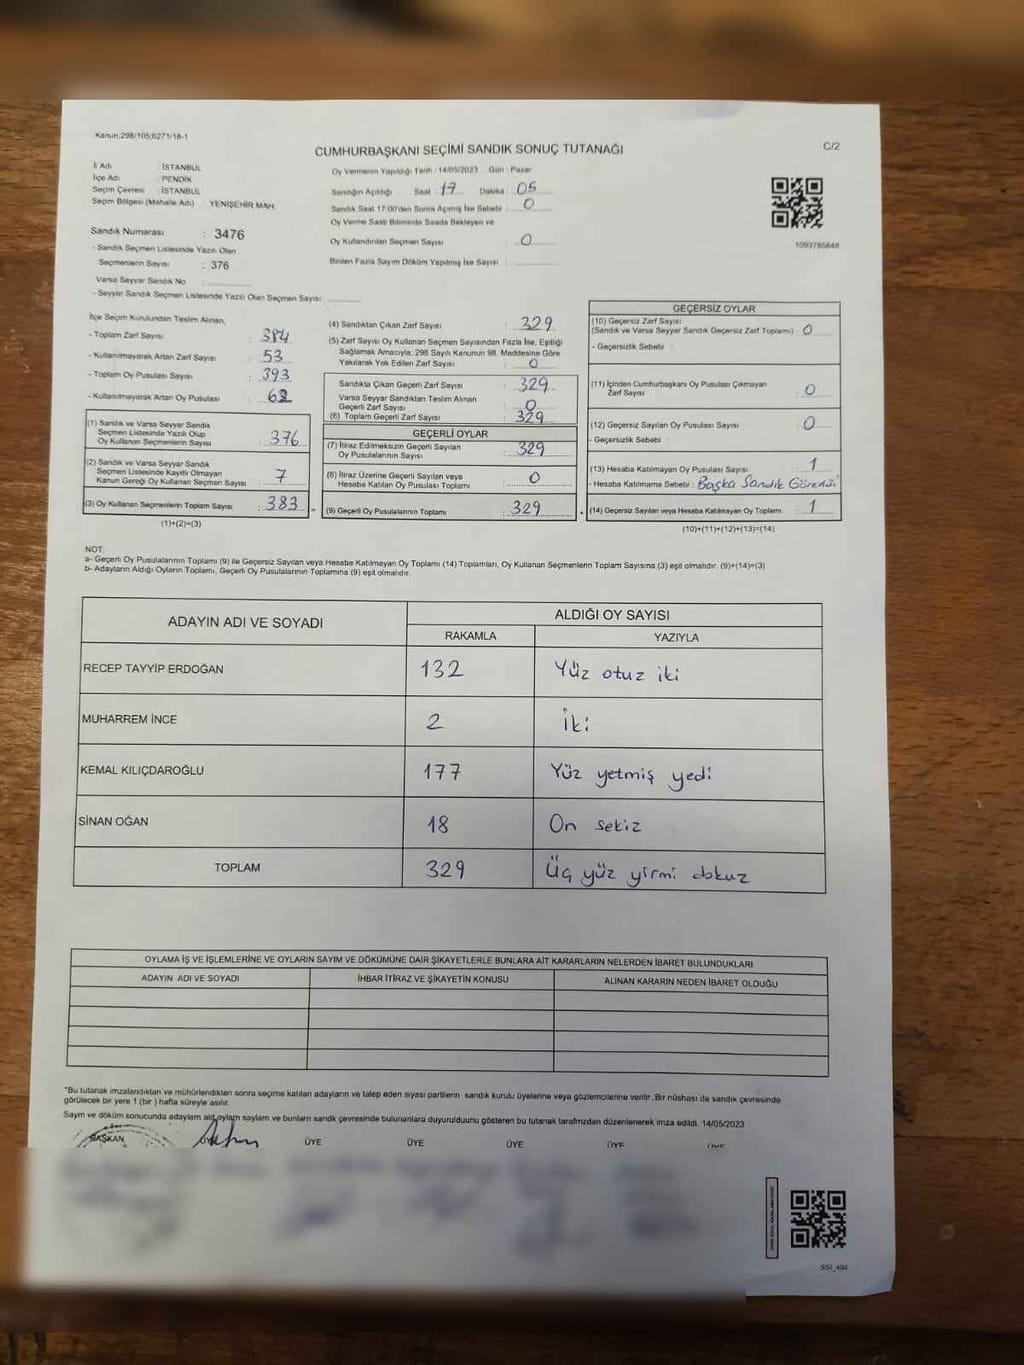 Kanun;298/105;6271/18-1
C/2
CUMHURBAŞKANI SEÇİMİ SANDIK SONUÇ TUTANAĞI
İl Adı : İSTANBUL
İlçe Adı : PENDİK
Seçim Çevresi : İSTANBUL
Seçim Bölgesi (Mahalle Adı) YENİŞEHİR MAH.
Sandık Numarası : 3476
- Sandık Seçmen Listesinde Yazılı Olan
Seçmenlerin Sayısı : 376
Varsa Seyyar Sandık No :
- Seyyar Sandık Seçmen Listesinde Yazılı Olan Seçmen Sayısı:
Oy Vermenin Yapıldığı Tarih : 14/05/2023 Gün : Pazar
Sandığın Açıldığı Saat : 17 Dakika : 05
Sandık Saat 17:00'den Sonra Açımış İse Sebebi : 0
Oy Verme Saati Bitiminde Sırada Bekleyen ve
Oy Kullandırılan Seçmen Sayısı : 0
Birden Fazla Sayım Döküm Yapılmış İse Sayısı :
1093785848
İlçe Seçim Kurulundan Teslim Alınan;
- Toplam Zarf Sayısı : 384
- Kullanılmayarak Artan Zarf Sayısı : 53
- Toplam Oy Pusulası Sayısı : 393
- Kullanılmayarak Artan Oy Pusulası : 62
(1) Sandık ve Varsa Seyyar Sandık
Seçmen Listesinde Yazılı Olup
Oy Kullanan Seçmenlerin Sayısı : 376
(2) Sandık ve Varsa Seyyar Sandık
Seçmen Listesinde Kayıtlı Olmayan
Kanun Gereği Oy Kullanan Seçmen Sayısı : 7
(3) Oy Kullanan Seçmenlerin Toplam Sayısı : 383
(1)+(2)=(3)
(4) Sandıktan Çıkan Zarf Sayısı : 329
(5) Zarf Sayısı Oy Kullanan Seçmen Sayısından Fazla İse, Eşitliği
Sağlamak Amacıyla; 298 Sayılı Kanunun 98. Maddesine Göre
Yakılarak Yok Edilen Zarf Sayısı : 0
Sandıkta Çıkan Geçerli Zarf Sayısı : 329
Varsa Seyyar Sandıktan Teslim Alınan
Geçerli Zarf Sayısı : 0
(6) Toplam Geçerli Zarf Sayısı : 329
GEÇERLİ OYLAR
(7) İtiraz Edilmeksizin Geçerli Sayılan
Oy Pusulalarının Sayısı : 329
(8) İtiraz Üzerine Geçerli Sayılan veya
Hesaba Katılan Oy Pusulası Toplamı : 0
(9) Geçerli Oy Pusulalarının Toplamı : 329
GEÇERSİZ OYLAR
(10) Geçersiz Zarf Sayısı
(Sandık ve Varsa Seyyar Sandık Geçersiz Zarf Toplamı) - 0
- Geçersizlik Sebebi :
(11) İçinden Cumhurbaşkanı Oy Pusulası Çıkmayan
Zarf Sayısı : 0
(12) Geçersiz Sayılan Oy Pusulası Sayısı : 0
- Geçersizlik Sebebi :
(13) Hesaba Katılmayan Oy Pusulası Sayısı : 1
- Hesaba Katılmama Sebebi : Başka Sandık Görevlisi
(14) Geçersiz Sayılan veya Hesaba Katılmayan Oy Toplamı : 1
(10)+(11)+(12)+(13)=(14)
NOT:
a- Geçerli Oy Pusulalarının Toplamı (9) ile Geçersiz Sayılan veya Hesaba Katılmayan Oy Toplamı (14) Toplamları, Oy Kullanan Seçmenlerin Toplam Sayısına (3) eşit olmalıdır. (9)+(14)=(3)
b- Adayların Aldığı Oyların Toplamı, Geçerli Oy Pusulalarının Toplamına (9) eşit olmalıdır.
ADAYIN ADI VE SOYADI ALDIĞI OY SAYISI
RAKAMLA YAZIYLA
RECEP TAYYİP ERDOĞAN 132 Yüz otuz iki
MUHARREM İNCE 2 İki
KEMAL KILIÇDAROĞLU 177 Yüz yetmiş yedi
SİNAN OĞAN 18 On sekiz
TOPLAM 329 Üç yüz yirmi dokuz
OYLAMA İŞ VE İŞLEMLERİNE VE OYLARIN SAYIM VE DÖKÜMÜNE DAİR ŞİKAYETLERLE BUNLARA AİT KARARLARIN NELERDEN İBARET BULUNDUKLARI
ADAYIN ADI VE SOYADI İHBAR İTİRAZ VE ŞİKAYETİN KONUSU ALINAN KARARIN NEDEN İBARET OLDUĞU
"Bu tutanak imzalandıktan ve mühürlendikten sonra seçime katılan adayların ve talep eden siyasi partilerin sandık kurulu üyelerine veya gözlemcilerine verilir. Bir nüshası da sandık çevresinde
görülecek bir yere 1 (bir ) hafta süreyle asılır.
Sayım ve döküm sonucunda adayların aldığı oyların sayıları ve bunların sandık çevresinde bulunanlara duyurulduğunu gösteren bu tutanak tarafımızdan düzenlenerek imza edildi. 14/05/2023
BAŞKAN ÜYE ÜYE ÜYE ÜYE ÜYE
SSİ_404